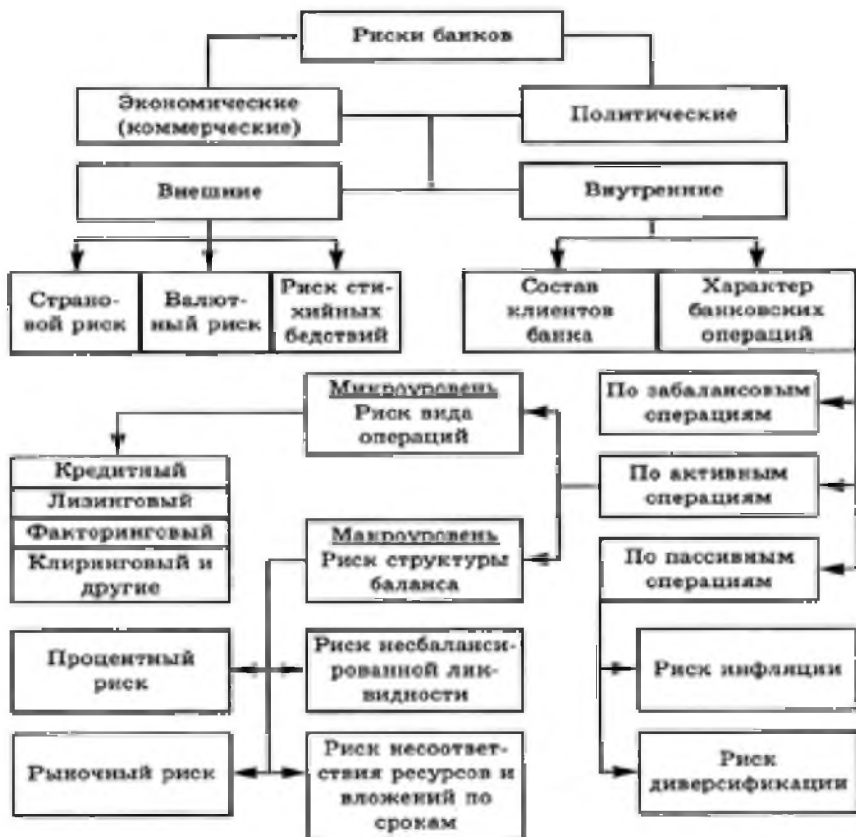 Риски банков
Экономические
(коммерческие)
Политические
Внешние
Внутренние
Страно-
вой риск
Валют-
ный риск
Риск сти-
хийных
бедствий
Состав
клиентов
банка
Характер
банковских
операций
Микроуровень
Риск вида
операций
По забалансовым
операциям
Кредитный
Лизинговый
Факторинговый
Клиринговый и
другие
По активным
операциям
Макроуровень
Риск структуры
баланса
По пассивным
операциям
Процентный
риск
Риск несбаланси-
рованной лик-
видности
Риск инфляции
Рыночный риск
Риск несоответ-
ствия ресурсов и
вложений по
срокам
Риск
диверсификации